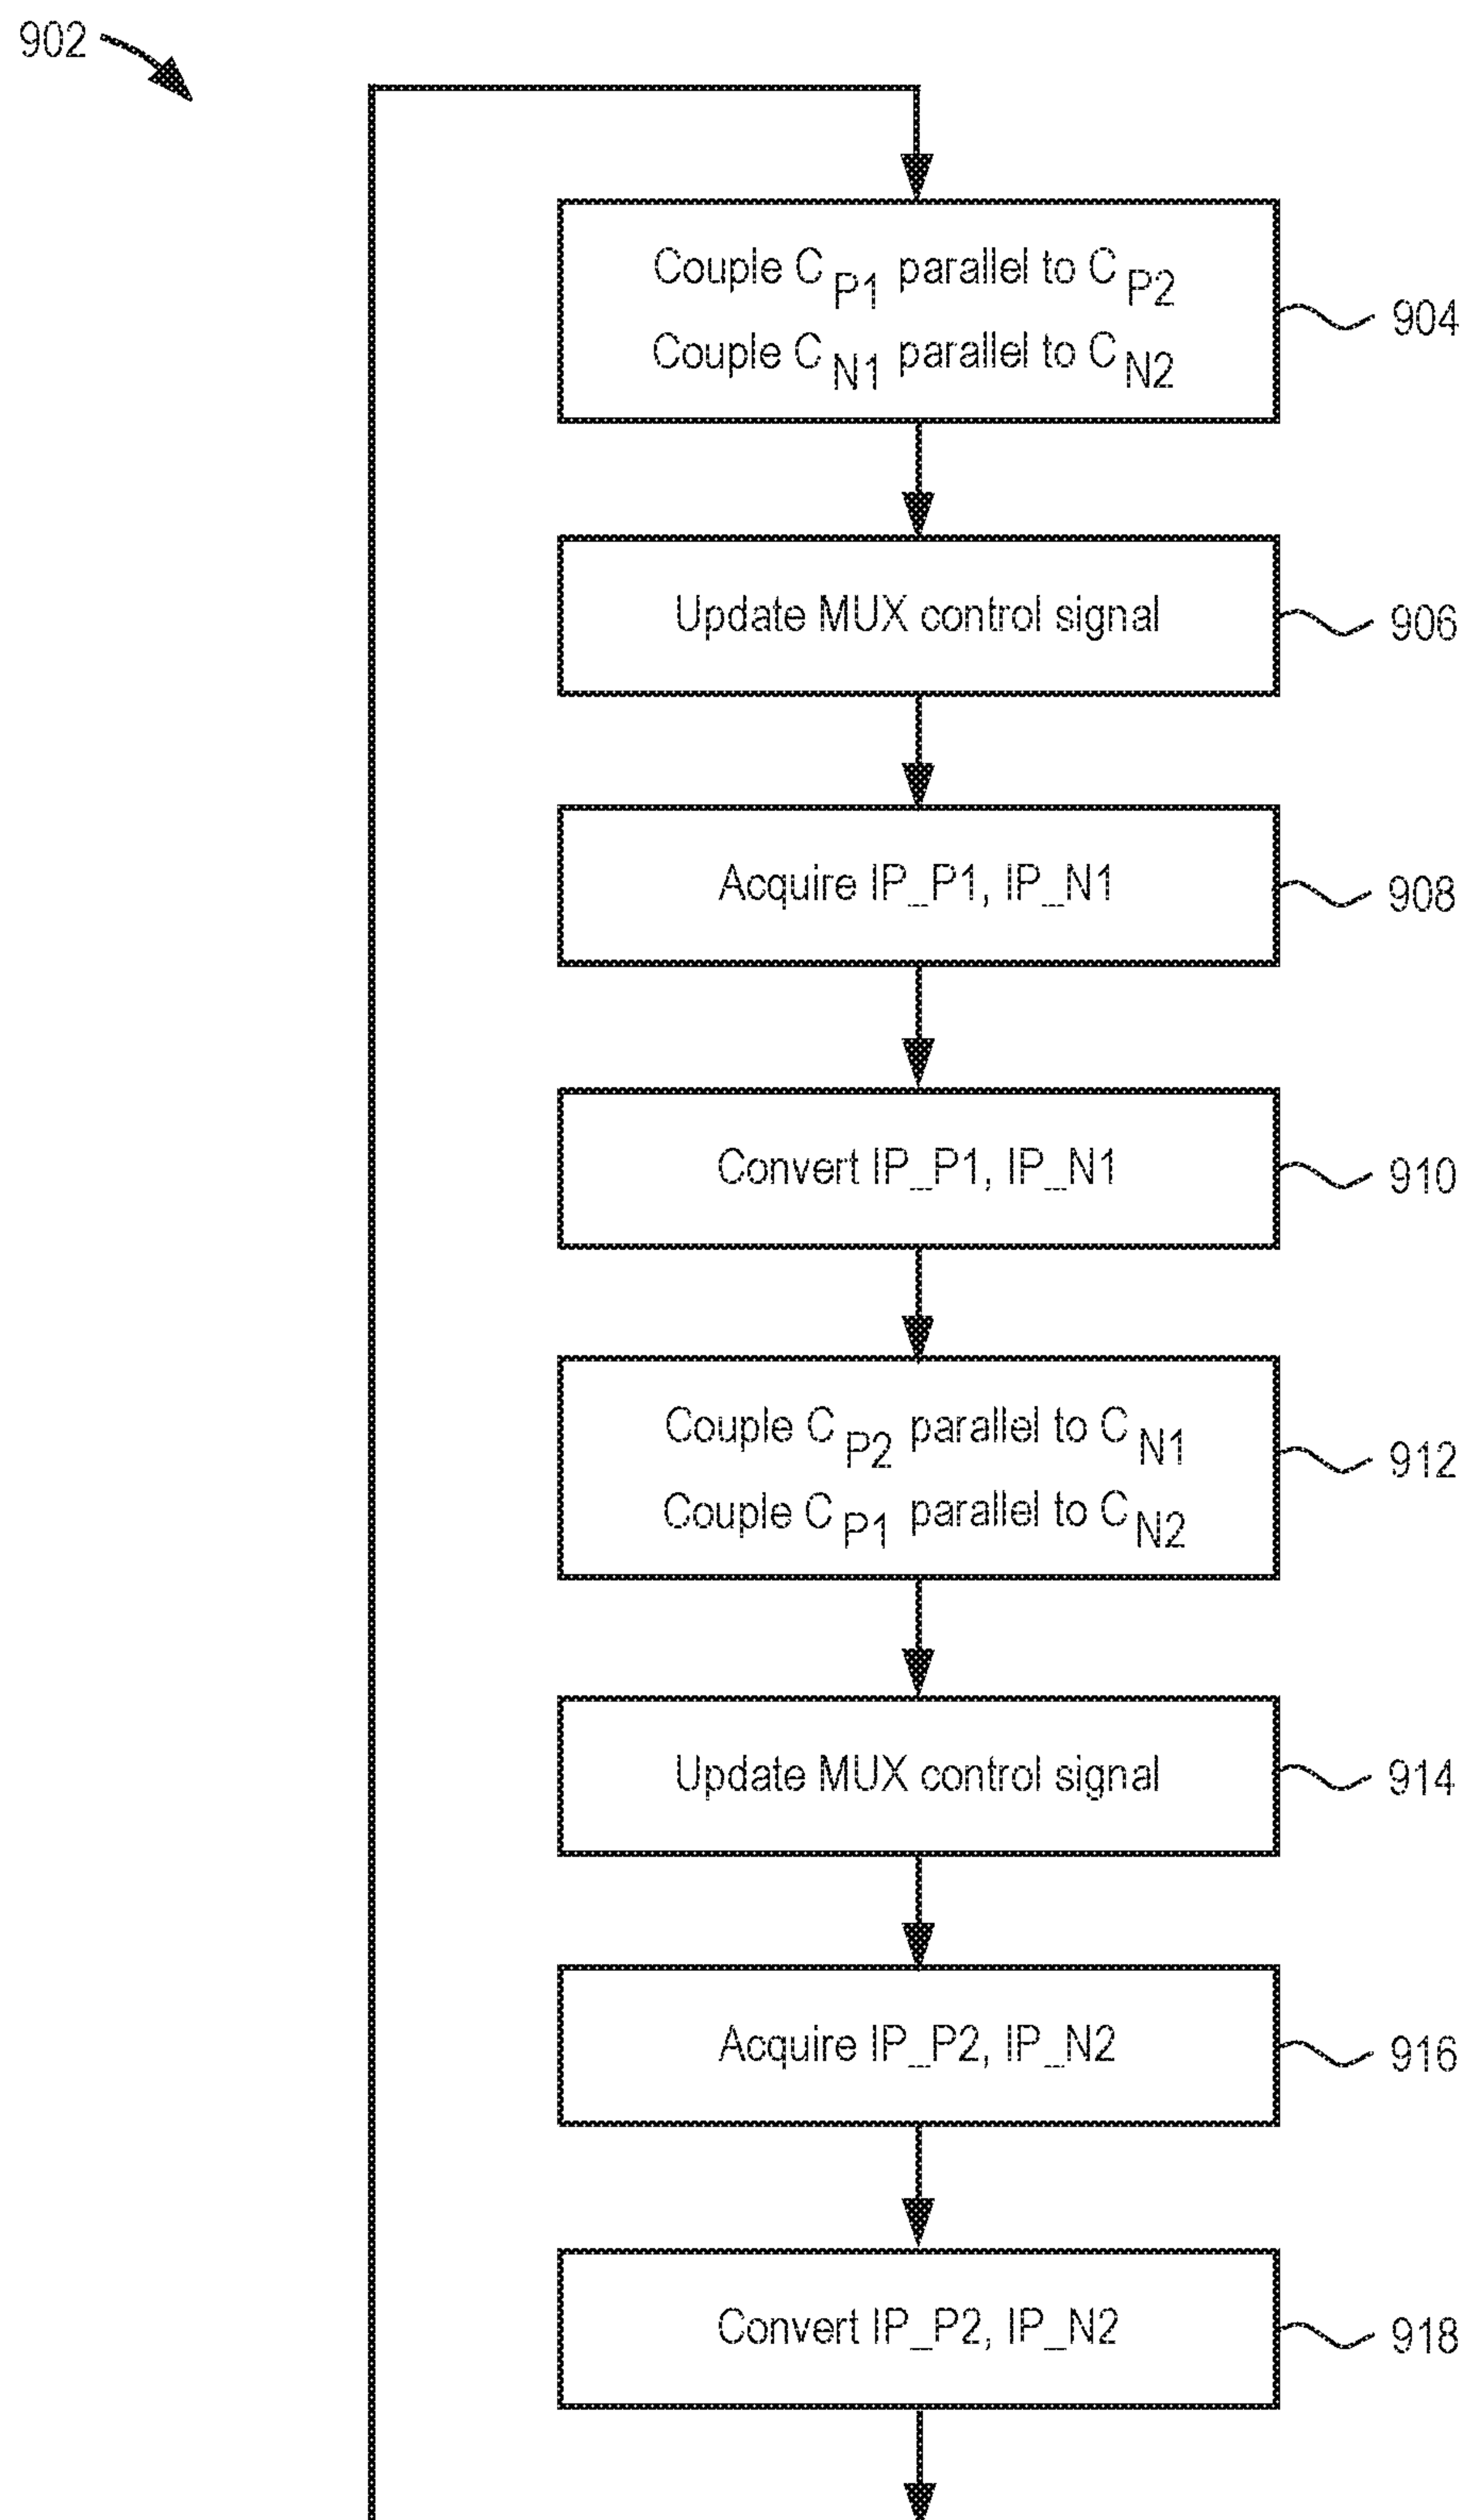 902
Couple C P1 parallel to C P2
Couple C N1 parallel to C N2
904
Update MUX control signal
906
Acquire IP_P1, IP_N1
908
Convert IP_P1, IP_N1
910
Couple C P2 parallel to C N1
Couple C P1 parallel to C N2
912
Update MUX control signal
914
Acquire IP_P2, IP_N2
916
Convert IP_P2, IP_N2
918